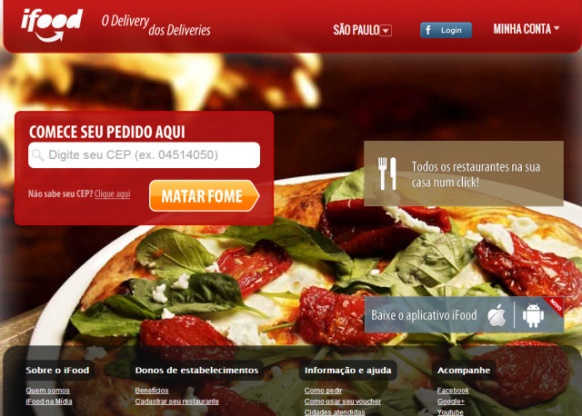 ifood
O Delivery
dos Deliveries
SÃO PAULO
f Login
MINHA CONTA
COMECE SEU PEDIDO AQUI
Digite seu CEP (ex. 04514050)
Não sabe seu CEP? Clique aqui
MATAR FOME
Todos os restaurantes na sua
casa num click!
Baixe o aplicativo iFood
Sobre o iFood
Quem somos
iFood na Mídia
Donos de estabelecimentos
Benefícios
Cadastrar seu restaurante
Informação e ajuda
Como pedir
Como usar seu voucher
Cidades atendidas
Acompanhe
Facebook
Google+
Youtube